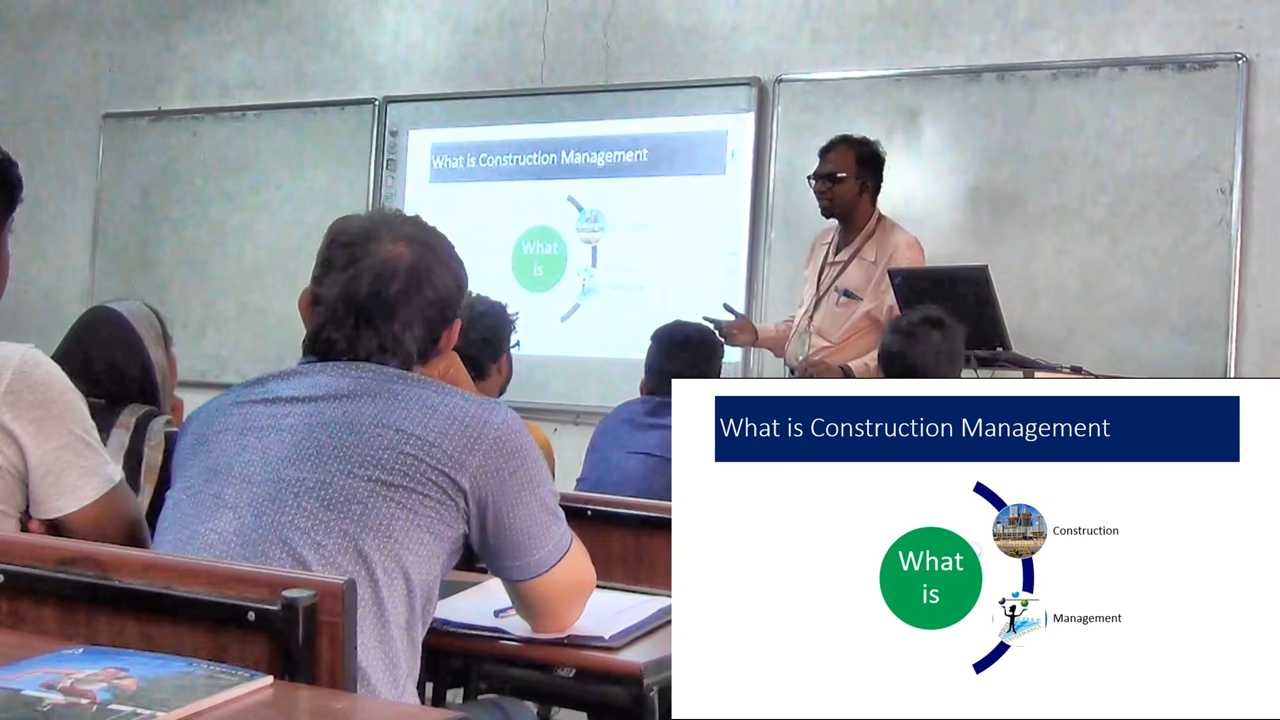 What is Construction Management
What
is
What is Construction Management
What
is
Construction
Management